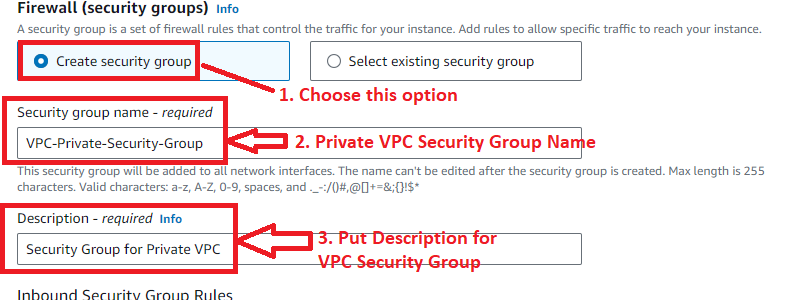 Firewall (security groups) Info
A security group is a set of firewall rules that control the traffic for your instance. Add rules to allow specific traffic to reach your instance.
Create security group
Select existing security group
1. Choose this option
Security group name - required
VPC-Private-Security-Group
2. Private VPC Security Group Name
This security group will be added to all network interfaces. The name can't be edited after the security group is created. Max length is 255
characters. Valid characters: a-z, A-Z, 0-9, spaces, and ._-:/()#,@[]+=&;{}!$*
Description - required Info
Security Group for Private VPC
3. Put Description for
VPC Security Group
Inbound Security Group Rules